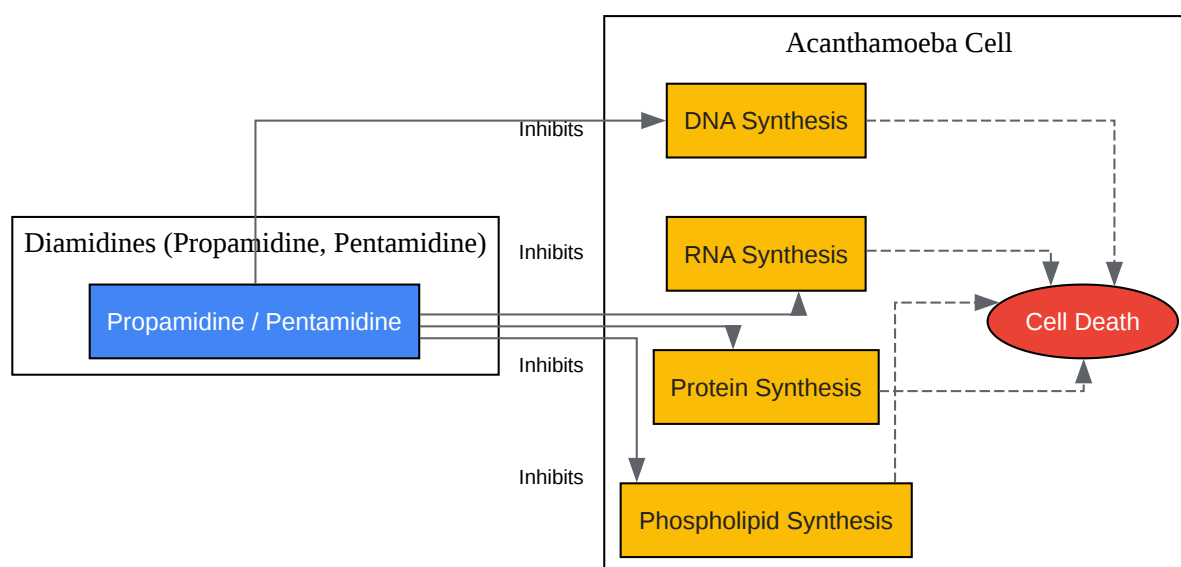 Acanthamoeba Cell
DNA Synthesis
Inhibits
Diamidines (Propamidine, Pentamidine)
Inhibits
RNA Synthesis
Propamidine / Pentamidine
Cell Death
Inhibits
Protein Synthesis
Inhibits
Phospholipid Synthesis